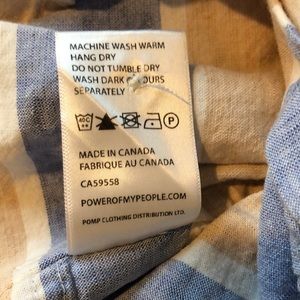 MACHINE WASH WARM
HANG DRY
DO NOT TUMBLE DRY
WASH DARK COLOURS
SEPARATELY
MADE IN CANADA
FABRIQUE AU CANADA
CA59558
POWEROFMYPEOPLE.COM
POMP CLOTHING DISTRIBUTION LTD.